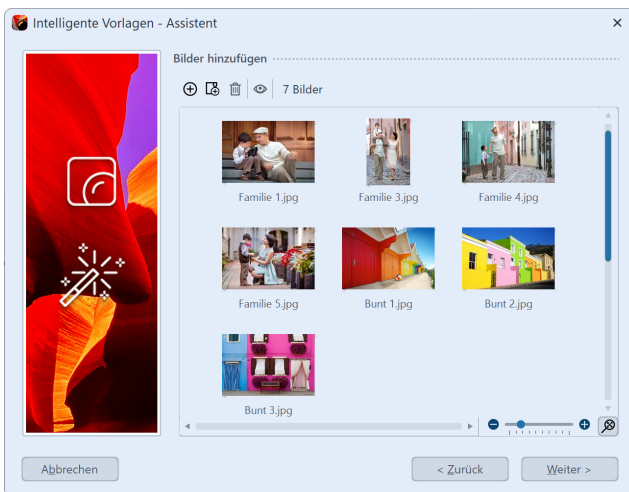 Intelligente Vorlagen - Assistent
Bilder hinzufügen
7 Bilder
Familie 1.jpg
Familie 3.jpg
Familie 4.jpg
Familie 5.jpg
Bunt 1.jpg
Bunt 2.jpg
Bunt 3.jpg
Abbrechen
< Zurück
Weiter >